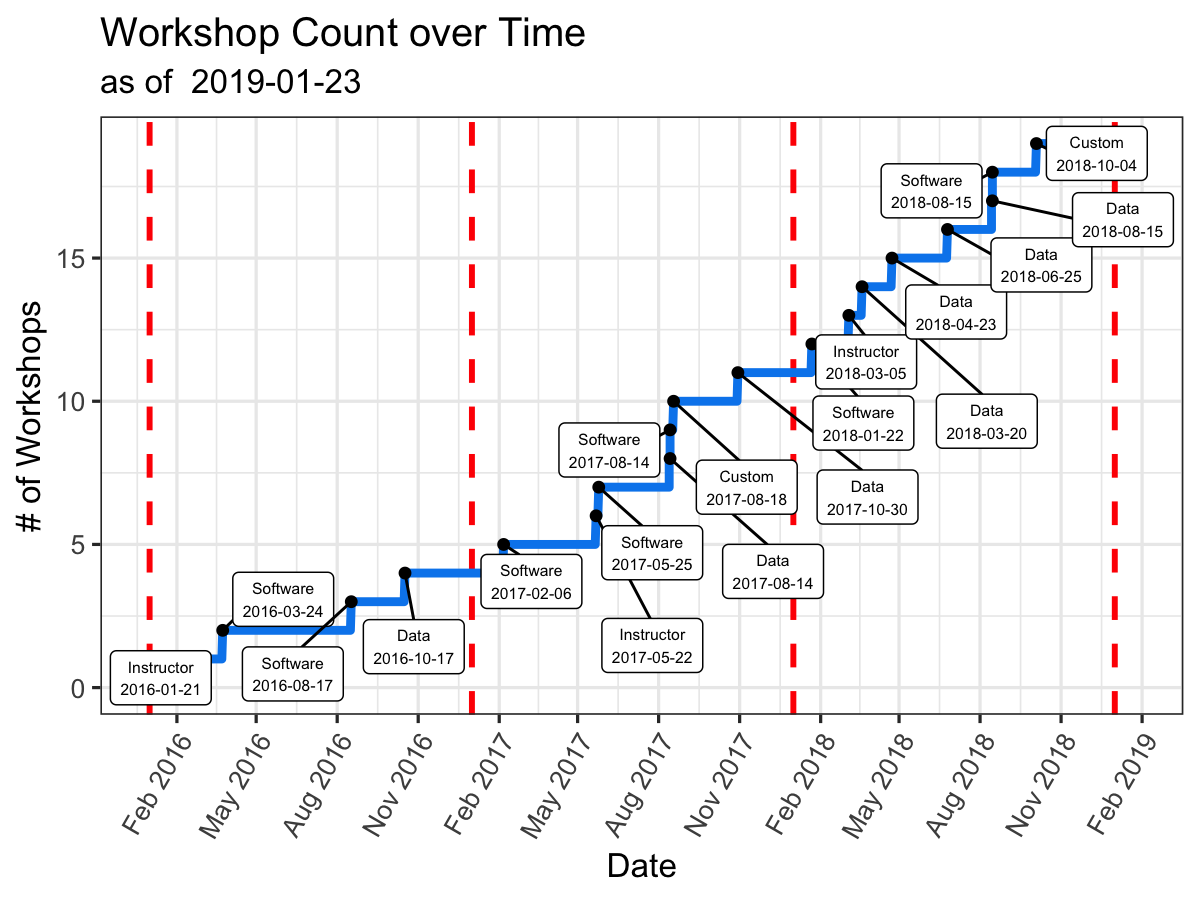 Workshop Count over Time
as of  2019-01-23
# of Workshops
15
10
5
0
Custom
2018-10-04
Software
2018-08-15
Data
2018-08-15
Data
2018-06-25
Data
2018-04-23
Instructor
2018-03-05
Data
2018-03-20
Software
2018-01-22
Software
2017-08-14
Custom
2017-08-18
Data
2017-10-30
Software
2017-05-25
Data
2017-08-14
Software
2017-02-06
Instructor
2017-05-22
Software
2016-03-24
Data
2016-10-17
Software
2016-08-17
Instructor
2016-01-21
Feb 2016
May 2016
Aug 2016
Nov 2016
Feb 2017
May 2017
Aug 2017
Nov 2017
Feb 2018
May 2018
Aug 2018
Nov 2018
Feb 2019
Date